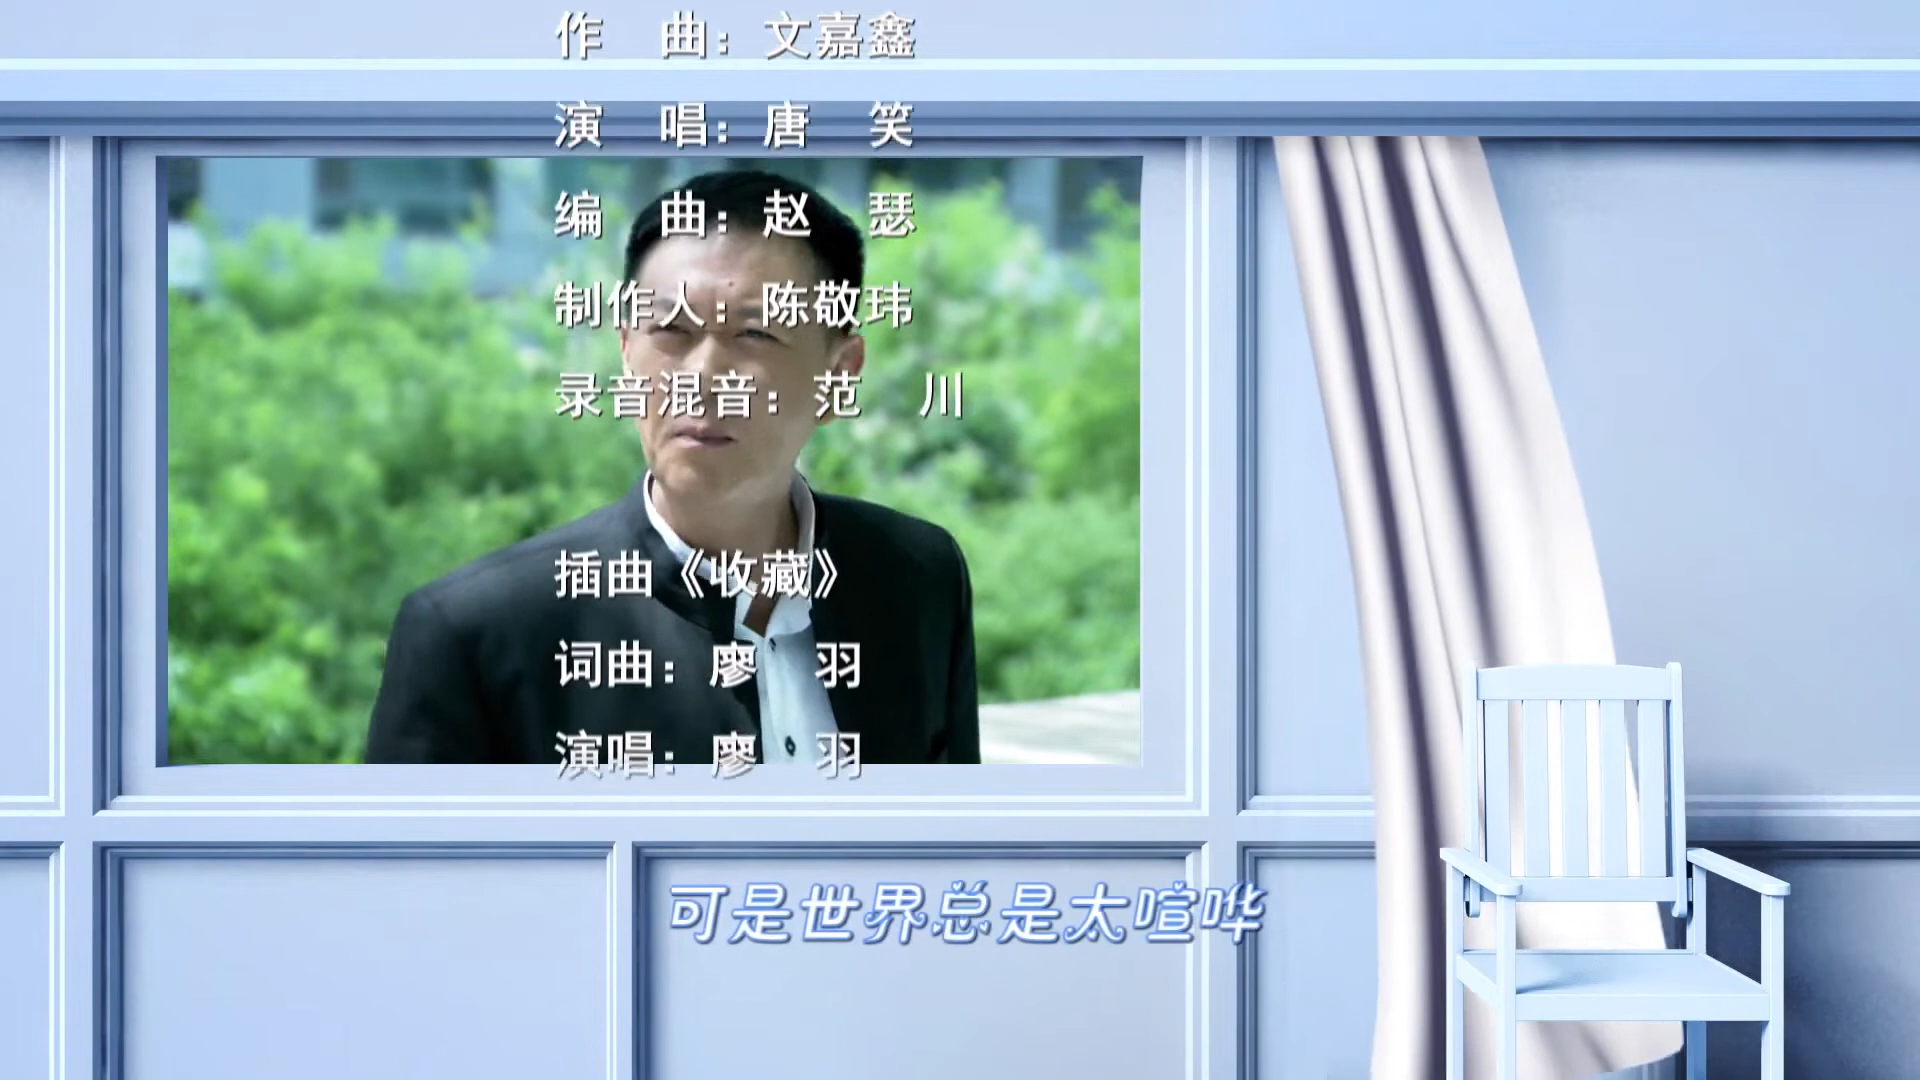 作　曲：文嘉鑫
演　唱：唐　笑
编　曲：赵　瑟
制作人：陈敬玮
录音混音：范　川
插曲《收藏》
词曲：廖　羽
演唱：廖　羽
可是世界总是太喧哗